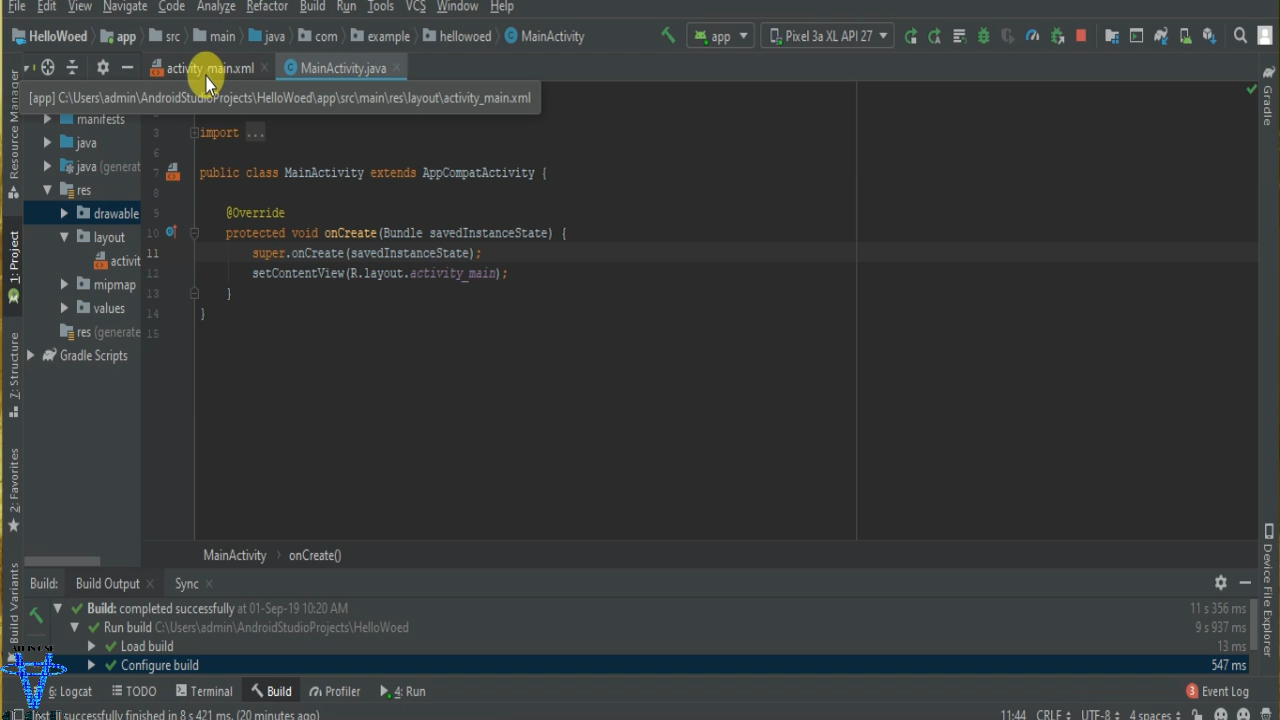 File Edit View Navigate Code Analyze Refactor Build Run Tools VCS Window Help
HelloWoed app src main java com example hellowoed MainActivity app Pixel 3a XL API 27
activity_main.xml MainActivity.java
[app] C:\Users\admin\AndroidStudioProjects\HelloWoed\app\src\main\res\layout\activity_main.xml
Resource Manager
1: Project
7: Structure
2: Favorites
Build Variants
manifests
java
java (generat
res
drawable
layout
activit
mipmap
values
res (generate
Gradle Scripts
3 import ...
6
7 public class MainActivity extends AppCompatActivity {
8
9 @Override
10 protected void onCreate(Bundle savedInstanceState) {
11 super.onCreate(savedInstanceState);
12 setContentView(R.layout.activity_main);
13 }
14 }
15
MainActivity › onCreate()
Gradle
Device File Explorer
Build: Build Output Sync
Build: completed successfully at 01-Sep-19 10:20 AM 11 s 356 ms
Run build C:\Users\admin\AndroidStudioProjects\HelloWoed 9 s 937 ms
Load build 13 ms
Configure build 547 ms
6: Logcat TODO Terminal Build Profiler 4: Run 3 Event Log
successfully finished in 8 s 421 ms. (20 minutes ago) 11:44 CRLF UTF-8 4 spaces